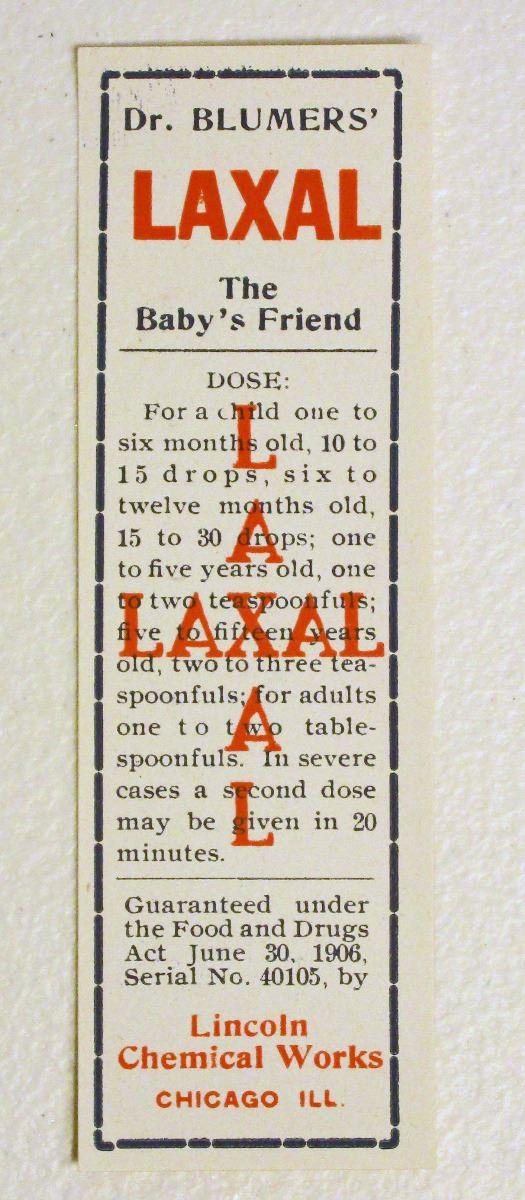 Dr. BLUMERS'
LAXAL
The
Baby's Friend
DOSE:
For a child one to
six months old, 10 to
15 drops, six to
twelve months old,
15 to 30 drops; one
to five years old, one
to two teaspoonfuls;
five to fifteen years
old, two to three tea-
spoonfuls; for adults
one to two table-
spoonfuls. In severe
cases a second dose
may be given in 20
minutes.
L
A
LAXAL
A
L
Guaranteed under
the Food and Drugs
Act June 30, 1906,
Serial No. 40105, by
Lincoln
Chemical Works
CHICAGO ILL.